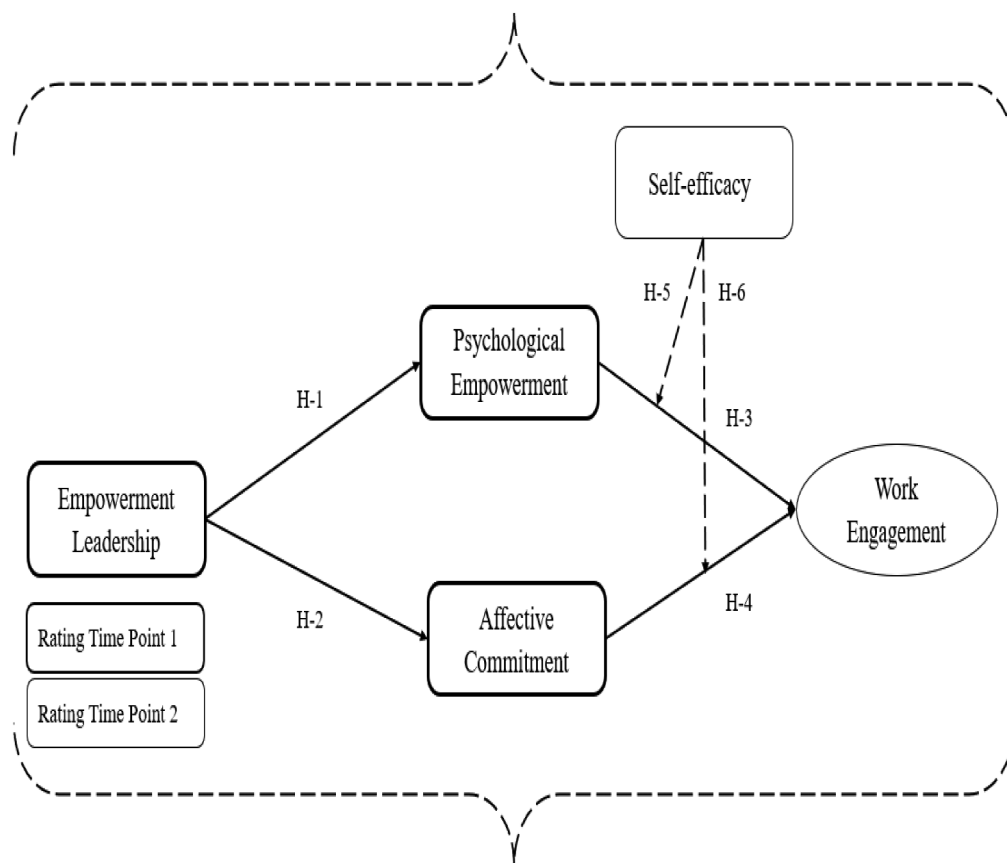 Self-efficacy
H-5
H-6
Psychological
Empowerment
H-1
H-3
Empowerment
Leadership
Work
Engagement
H-2
Affective
Commitment
H-4
Rating Time Point 1
Rating Time Point 2